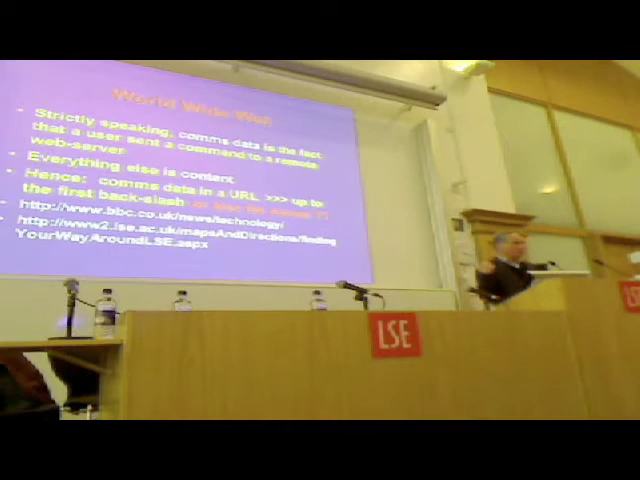 World Wide Web
• Strictly speaking, comms data is the fact
that a user sent a command to a remote
web-server
• Everything else is content
• Hence: comms data in a URL >>> up to
the first back-slash
• http://www.bbc.co.uk/news/technology/
• http://www2.lse.ac.uk/mapsAndDirections/finding
YourWayAroundLSE.aspx
LSE
LSE